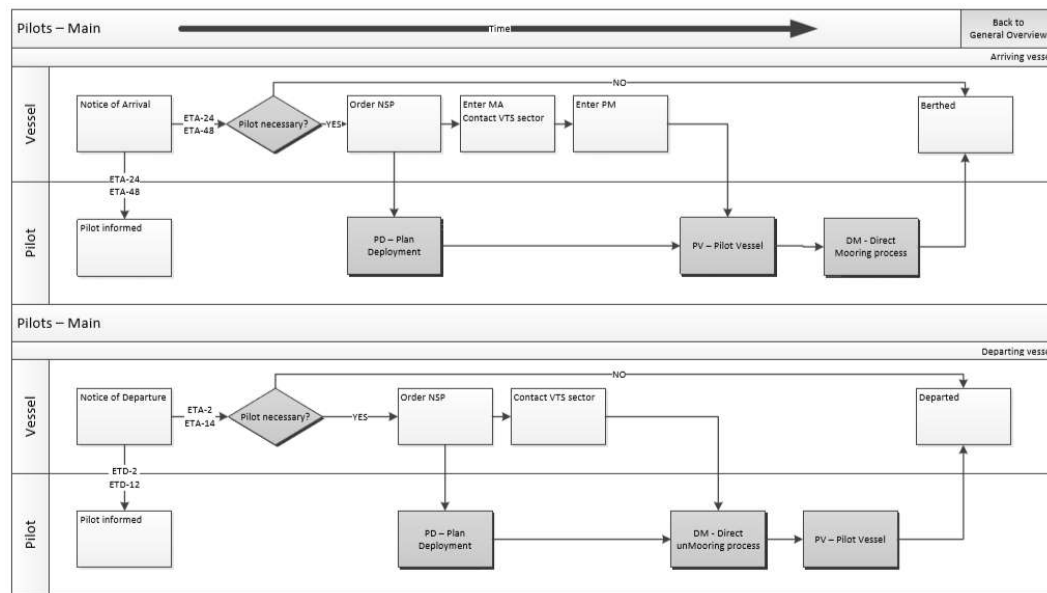 Pilots – Main
Time
Back to
General Overview
Arriving vesse
Vessel
Notice of Arrival
ETA-24
ETA-48
Pilot necessary?
NO
YES
Order NSP
Enter MA
Contact VTS sector
Enter PM
Berthed
ETA-24
ETA-48
Pilot
Pilot informed
PD – Plan
Deployment
PV – Pilot Vessel
DM - Direct
Mooring process
Pilots – Main
Departing vesse
Vessel
Notice of Departure
ETA-2
ETA-14
Pilot necessary?
NO
YES
Order NSP
Contact VTS sector
Departed
ETD-2
ETD-12
Pilot
Pilot informed
PD – Plan
Deployment
DM - Direct
unMooring process
PV – Pilot Vessel